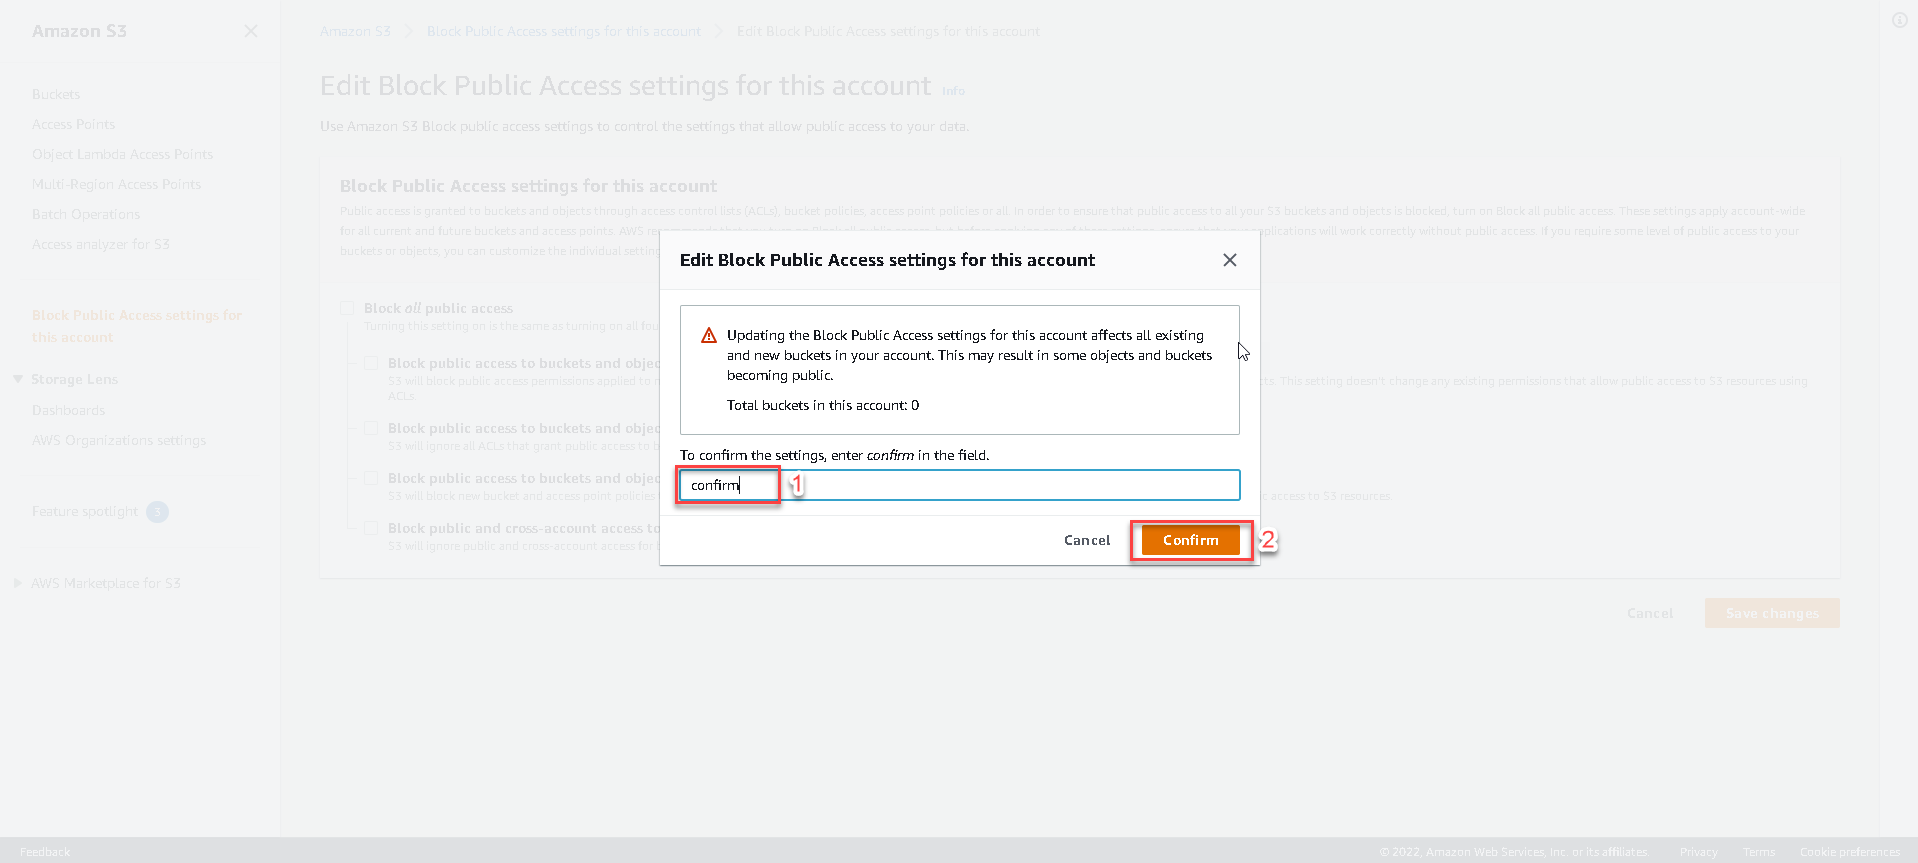 Amazon S3
Buckets
Access Points
Object Lambda Access Points
Multi-Region Access Points
Batch Operations
Access analyzer for S3
Block Public Access settings for
this account
Storage Lens
Dashboards
AWS Organizations settings
Feature spotlight 3
AWS Marketplace for S3
Amazon S3 > Block Public Access settings for this account > Edit Block Public Access settings for this account
Edit Block Public Access settings for this account Info
Use Amazon S3 Block public access settings to control the settings that allow public access to your data.
Block Public Access settings for this account
Public access is granted to buckets and objects through access control lists (ACLs), bucket policies, access point policies or all. In order to ensure that public access to all your S3 buckets and objects is blocked, turn on Block all public access. These settings apply account-wide
for all current and future buckets and access points. AWS applications will work correctly without public access. If you require some level of public access to your
buckets or objects, you can customize the individual setting
Block all public access
Turning this setting on is the same as turning on all fou
Block public access to buckets and objec
S3 will block public access permissions applied to n cts. This setting doesn't change any existing permissions that allow public access to S3 resources using
ACLs.
Block public access to buckets and objec
S3 will ignore all ACLs that grant public access to b
Block public access to buckets and objec
S3 will block new bucket and access point policies access to S3 resources.
Block public and cross-account access to
S3 will ignore public and cross-account access for
Cancel Save changes
Edit Block Public Access settings for this account
Updating the Block Public Access settings for this account affects all existing
and new buckets in your account. This may result in some objects and buckets
becoming public.
Total buckets in this account: 0
To confirm the settings, enter confirm in the field.
confirm 1
Cancel Confirm 2
Feedback © 2022, Amazon Web Services, Inc. or its affiliates. Privacy Terms Cookie preferences